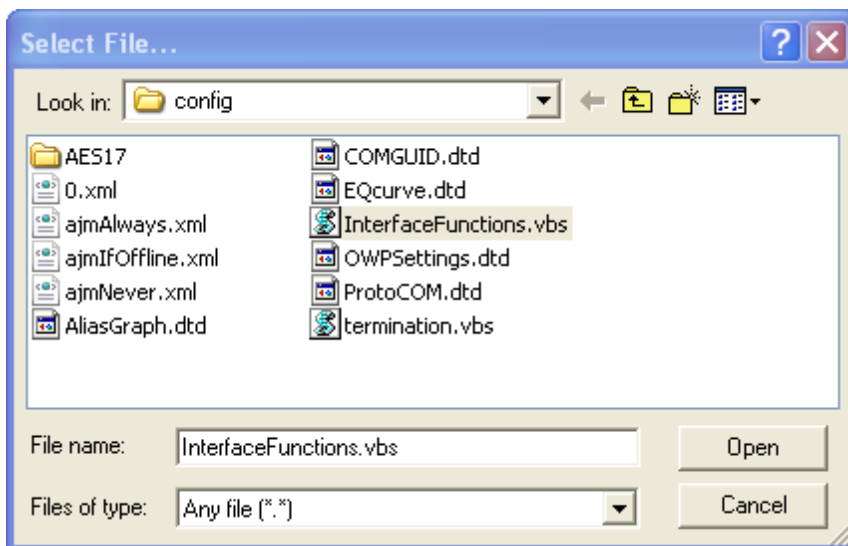 Select File...
Look in: config
AES17
0.xml
ajmAlways.xml
ajmIfOffline.xml
ajmNever.xml
AliasGraph.dtd
COMGUID.dtd
EQcurve.dtd
InterfaceFunctions.vbs
OWPSettings.dtd
ProtoCOM.dtd
termination.vbs
File name: InterfaceFunctions.vbs Open
Files of type: Any file (*.*) Cancel